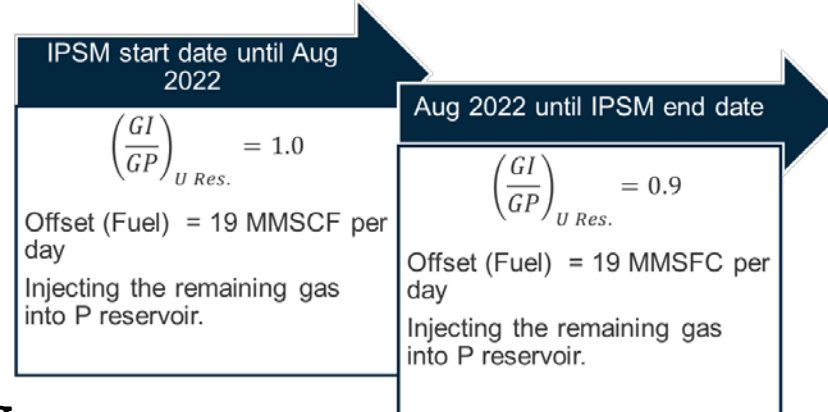 IPSM start date until Aug
2022
(GI/GP) U Res. = 1.0
Offset (Fuel) = 19 MMSCF per
day
Injecting the remaining gas
into P reservoir.
Aug 2022 until IPSM end date
(GI/GP) U Res. = 0.9
Offset (Fuel) = 19 MMSFC per
day
Injecting the remaining gas
into P reservoir.